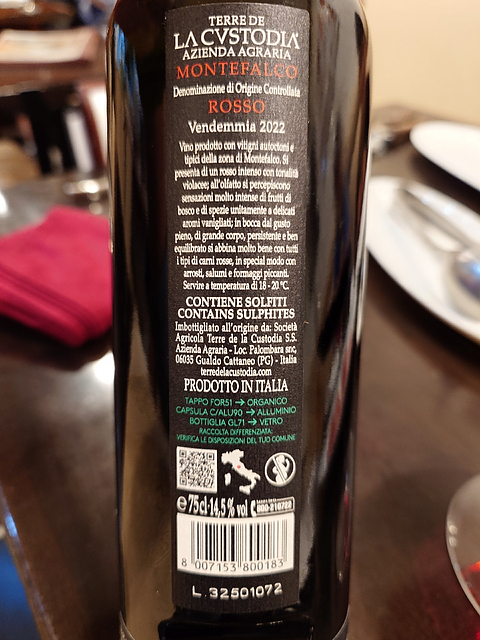 TERRE DE
LA CVSTODIA
AZIENDA AGRARIA
MONTEFALCO
Denominazione di Origine Controllata
ROSSO
Vendemmia 2022
Vino prodotto con vitigni autoctoni e
tipici della zona di Montefalco. Si
presenta di un rosso intenso con tonalità
violacee; all'olfatto si percepiscono
sensazioni molto intense di frutti di
bosco e di spezie unitamente a delicati
aromi vanigliati; in bocca dal gusto
pieno, di grande corpo, persistente e ben
equilibrato si abbina molto bene con tutti
i tipi di carni rosse, in special modo con
arrosti, salumi e formaggi piccanti.
Servire a temperatura di 18 - 20 °C.
CONTIENE SOLFITI
CONTAINS SULPHITES
Imbottigliato all'origine da: Società
Agricola Terre de la Custodia S.S.
Azienda Agraria - Loc. Palombara snc,
06035 Gualdo Cattaneo (PG) - Italia
terredelacustodia.com
PRODOTTO IN ITALIA
TAPPO FOR51 → ORGANICO
CAPSULA C/ALU90 → ALLUMINIO
BOTTIGLIA GL71 → VETRO
RACCOLTA DIFFERENZIATA:
VERIFICA LE DISPOSIZIONI DEL TUO COMUNE
e 75cl 14,5% vol
8 007153 800183
L. 32501072